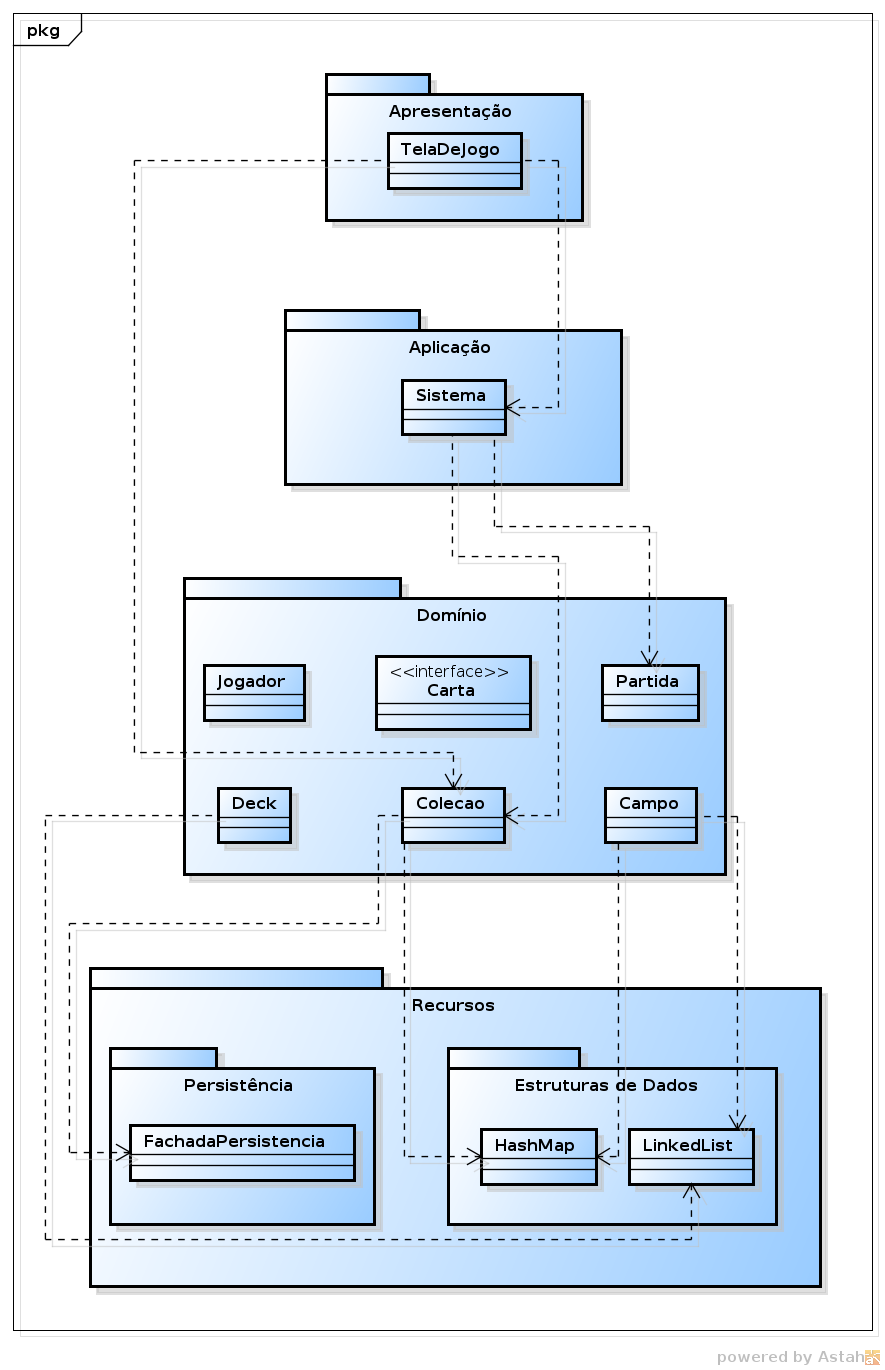 pkg
Apresentação
TelaDeJogo
Aplicação
Sistema
Domínio
Jogador
<<interface>>
Carta
Partida
Deck
Colecao
Campo
Recursos
Persistência
Estruturas de Dados
FachadaPersistencia
HashMap
LinkedList
powered by Astah